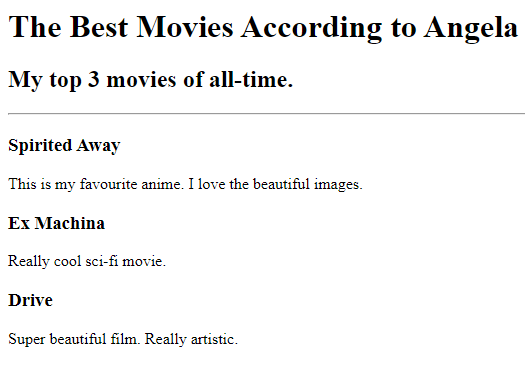 The Best Movies According to Angela
My top 3 movies of all-time.
Spirited Away
This is my favourite anime. I love the beautiful images.
Ex Machina
Really cool sci-fi movie.
Drive
Super beautiful film. Really artistic.